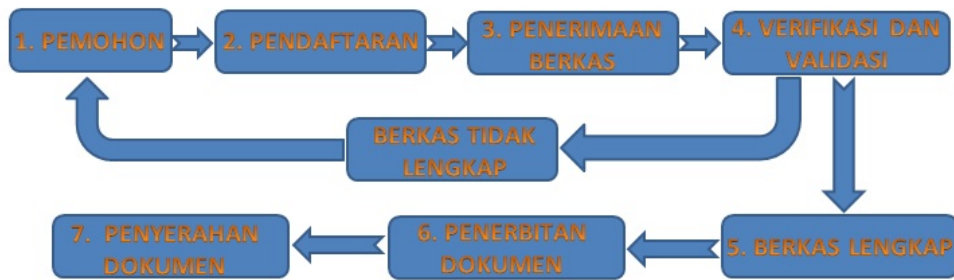 1. PEMOHON
2. PENDAFTARAN
3. PENERIMAAN
BERKAS
4. VERIFIKASI DAN
VALIDASI
BERKAS TIDAK
LENGKAP
5. BERKAS LENGKAP
6. PENERBITAN
DOKUMEN
7. PENYERAHAN
DOKUMEN